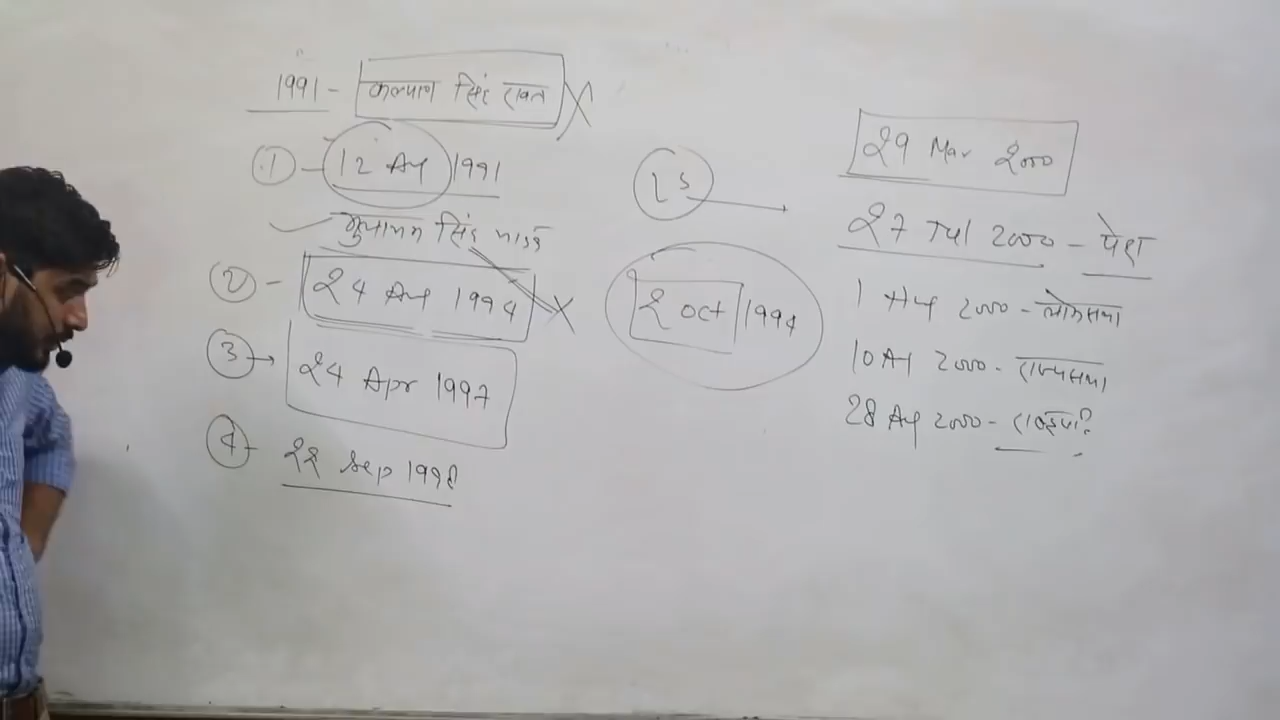 1991 - कल्याण सिंह रावत
① - 12 Aug 1991
मुलायम सिंह यादव
② - 24 Aug 1994
③ → 24 Apr 1997
④ - 22 Sep 1998
2 Oct 1994
29 Mar 2000
27 Jul 2000 - पेश
1 Aug 2000 - लोकसभा
10 Aug 2000 - राज्यसभा
28 Aug 2000 -